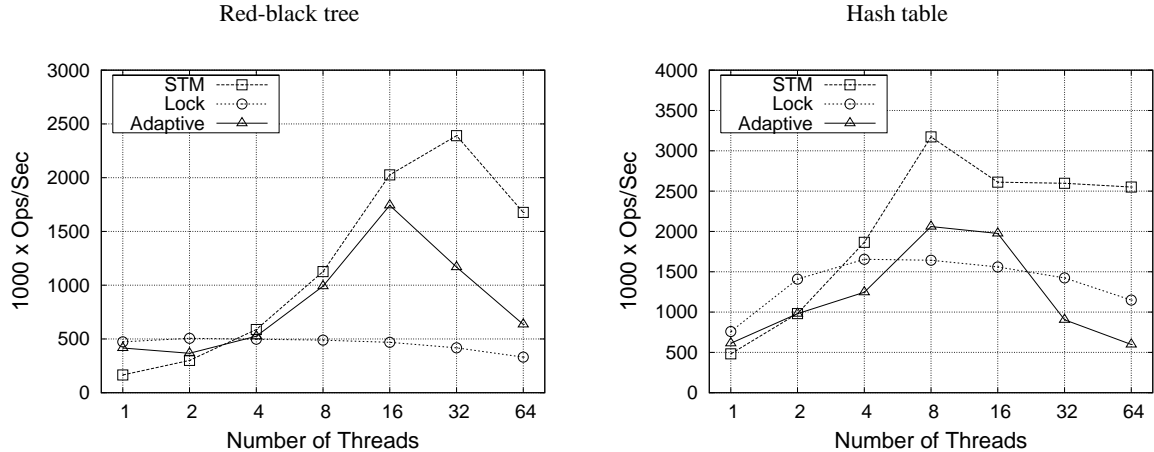 Red-black tree
3000
2500
2000
1500
1000
500
0
1000 x Ops/Sec
STM
Lock
Adaptive
1 2 4 8 16 32 64
Number of Threads
Hash table
4000
3500
3000
2500
2000
1500
1000
500
0
1000 x Ops/Sec
STM
Lock
Adaptive
1 2 4 8 16 32 64
Number of Threads